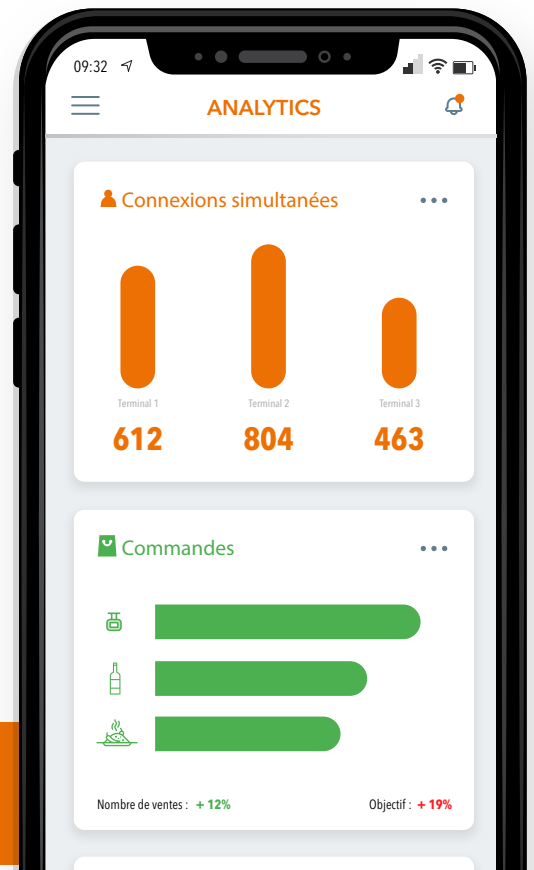 09:32
ANALYTICS
Connexions simultanées
Terminal 1 Terminal 2 Terminal 3
612 804 463
Commandes
Nombre de ventes : + 12% Objectif : + 19%